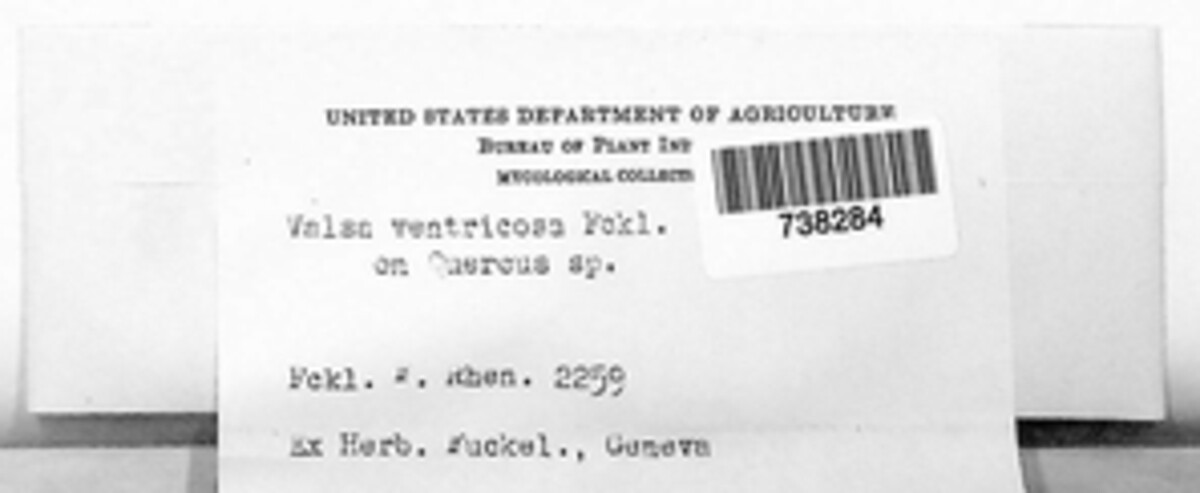 UNITED STATES DEPARTMENT OF AGRICULTURE
BUREAU OF PLANT IND
MYCOLOGICAL COLLECTI
738284
Valsa ventricosa Fckl.
on Quercus sp.
Fckl. F. Rhen. 2259
Ex Herb. Fuckel., Geneva